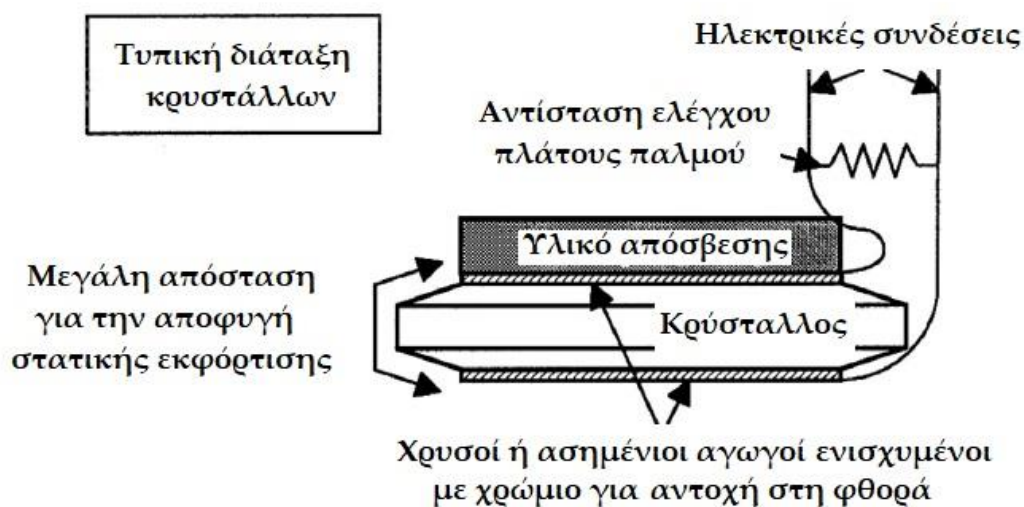 Τυπική διάταξη
κρυστάλλων
Ηλεκτρικές συνδέσεις
Αντίσταση ελέγχου
πλάτους παλμού
Υλικό απόσβεσης
Μεγάλη απόσταση
για την αποφυγή
στατικής εκφόρτισης
Κρύσταλλος
Χρυσοί ή ασημένιοι αγωγοί ενισχυμένοι
με χρώμιο για αντοχή στη φθορά